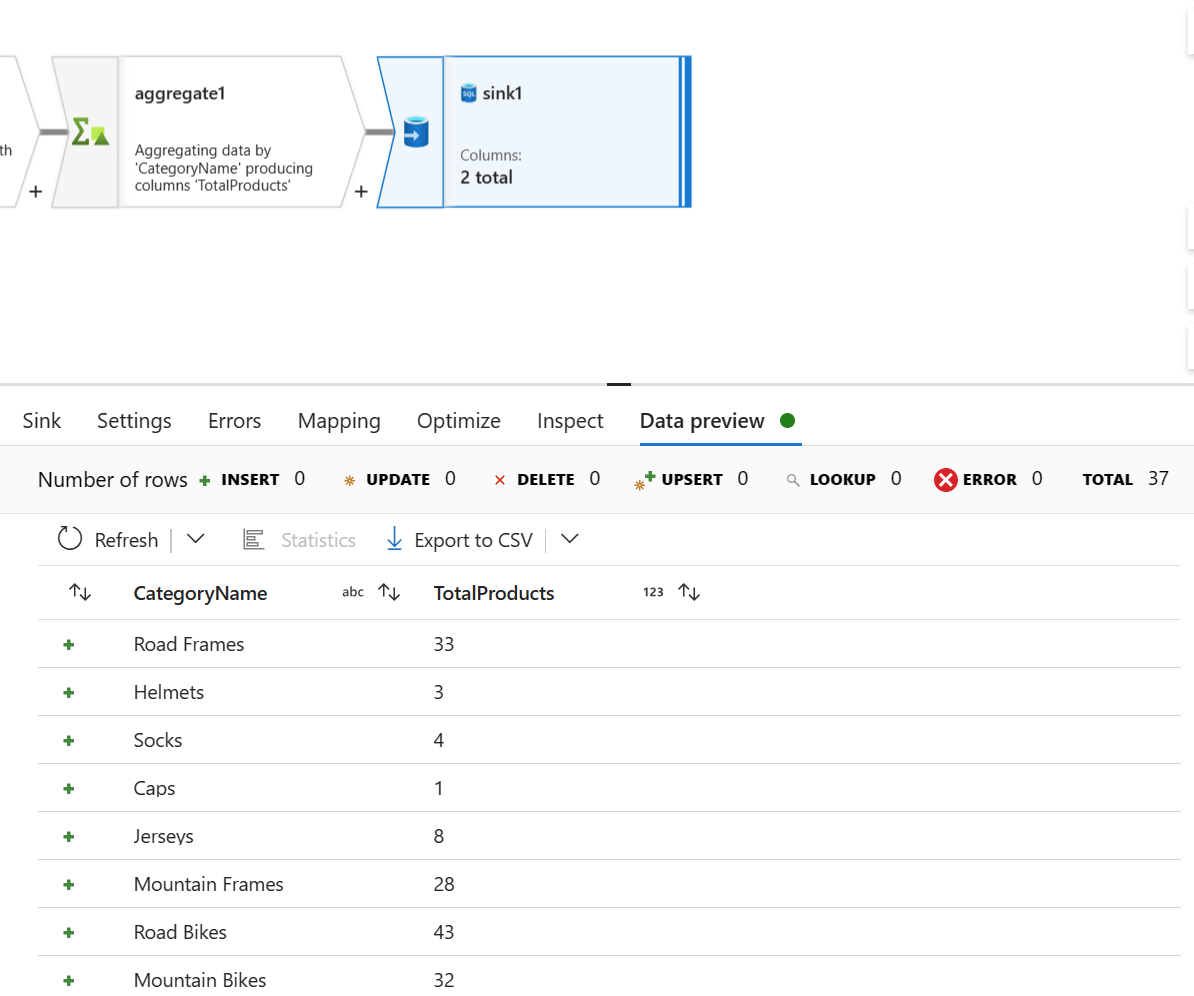 th
aggregate1
Aggregating data by
'CategoryName' producing
columns 'TotalProducts'
+
+
SQL
sink1
Columns:
2 total
Sink Settings Errors Mapping Optimize Inspect Data preview
Number of rows INSERT 0 UPDATE 0 DELETE 0 UPSERT 0 LOOKUP 0 ERROR 0 TOTAL 37
Refresh Statistics Export to CSV
CategoryName abc TotalProducts 123
Road Frames 33
Helmets 3
Socks 4
Caps 1
Jerseys 8
Mountain Frames 28
Road Bikes 43
Mountain Bikes 32